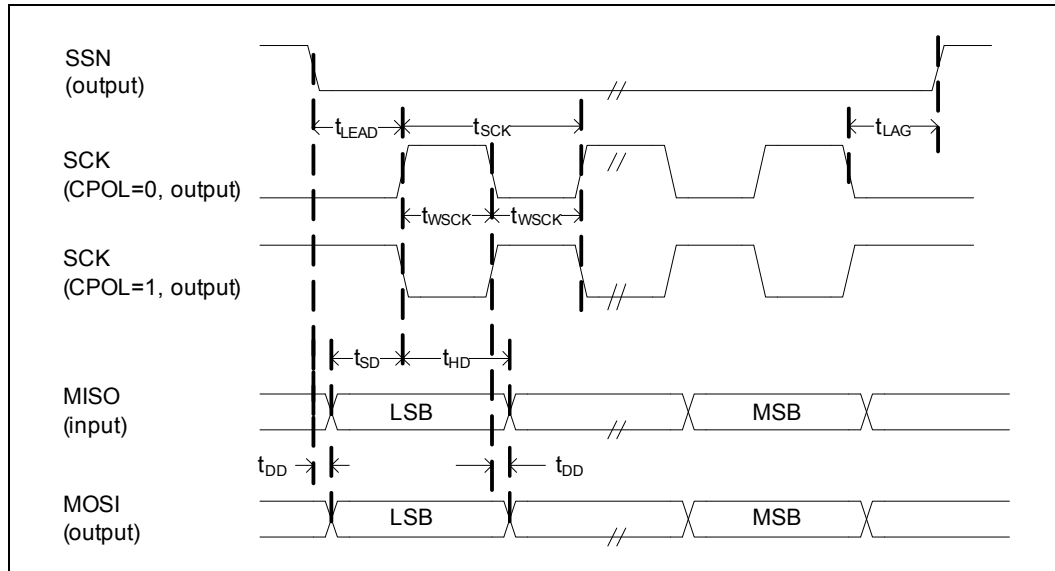 SSN
(output)
tLEAD
tSCK
tLAG
SCK
(CPOL=0, output)
tWSCK
tWSCK
SCK
(CPOL=1, output)
tSD
tHD
MISO
(input)
LSB
MSB
tDD
tDD
MOSI
(output)
LSB
MSB